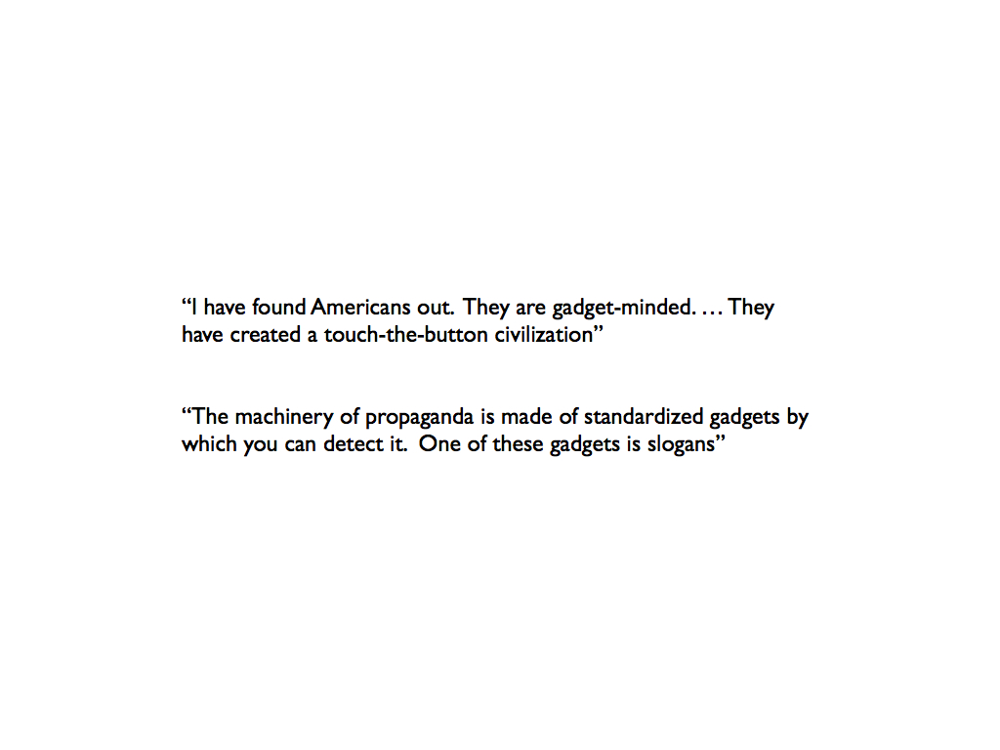 “I have found Americans out.  They are gadget-minded. … They
have created a touch-the-button civilization”
“The machinery of propaganda is made of standardized gadgets by
which you can detect it.  One of these gadgets is slogans”